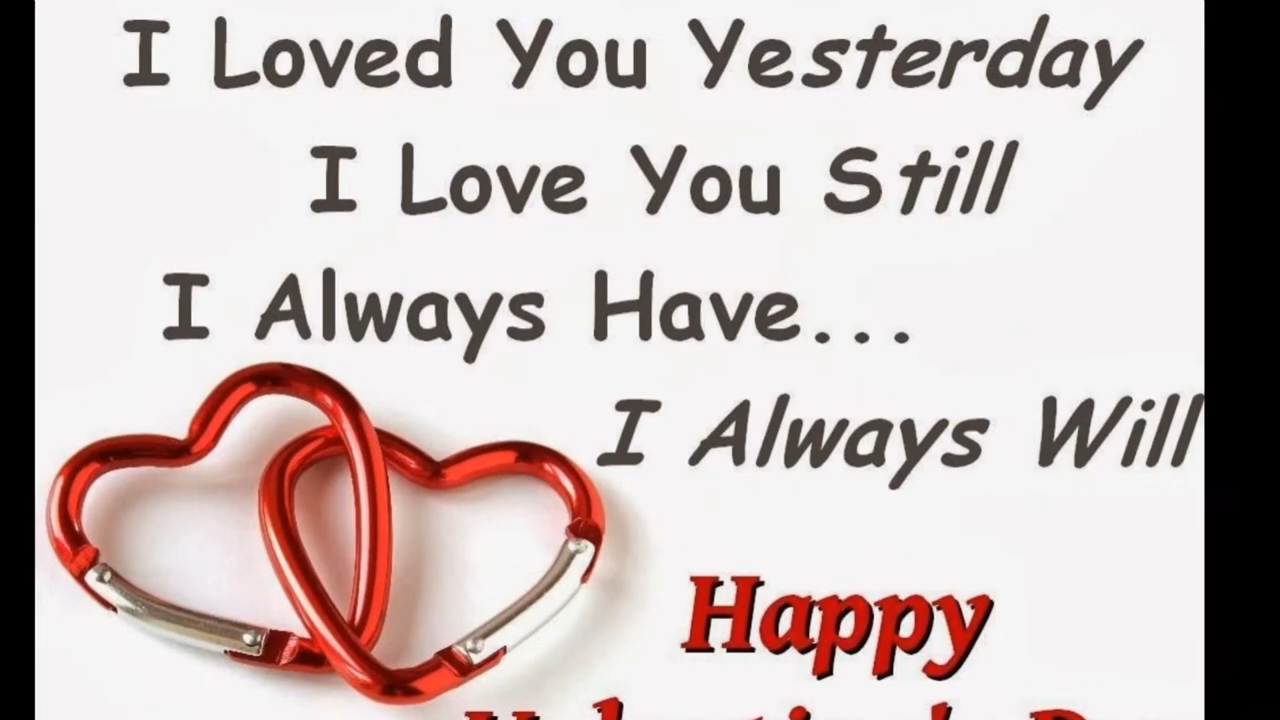 I Loved You Yesterday
I Love You Still
I Always Have...
I Always Will
Happy